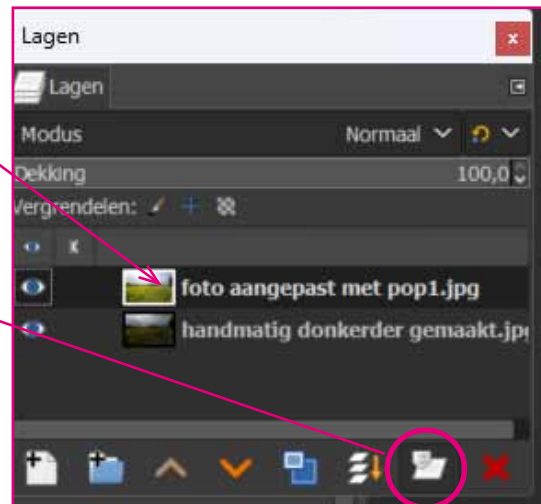 Lagen
Lagen
Modus Normaal
Dekking 100,0
Vergrendelen:
foto aangepast met pop1.jpg
handmatig donkerder gemaakt.jpg